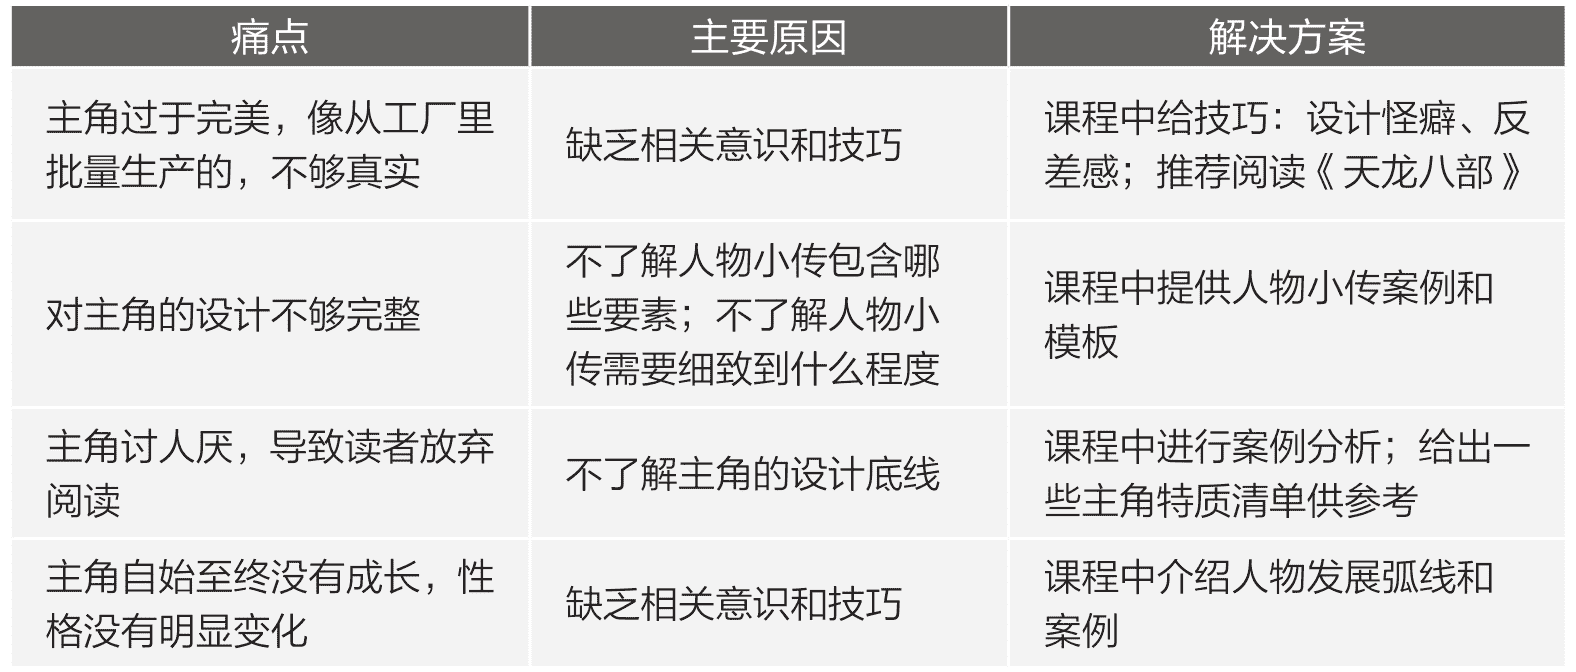 痛点
主要原因
解决方案
主角过于完美，像从工厂里
批量生产的，不够真实
缺乏相关意识和技巧
课程中给技巧：设计怪癖、反
差感；推荐阅读《天龙八部》
对主角的设计不够完整
不了解人物小传包含哪
些要素；不了解人物小
传需要细致到什么程度
课程中提供人物小传案例和
模板
主角讨人厌，导致读者放弃
阅读
不了解主角的设计底线
课程中进行案例分析；给出一
些主角特质清单供参考
主角自始至终没有成长，性
格没有明显变化
缺乏相关意识和技巧
课程中介绍人物发展弧线和
案例